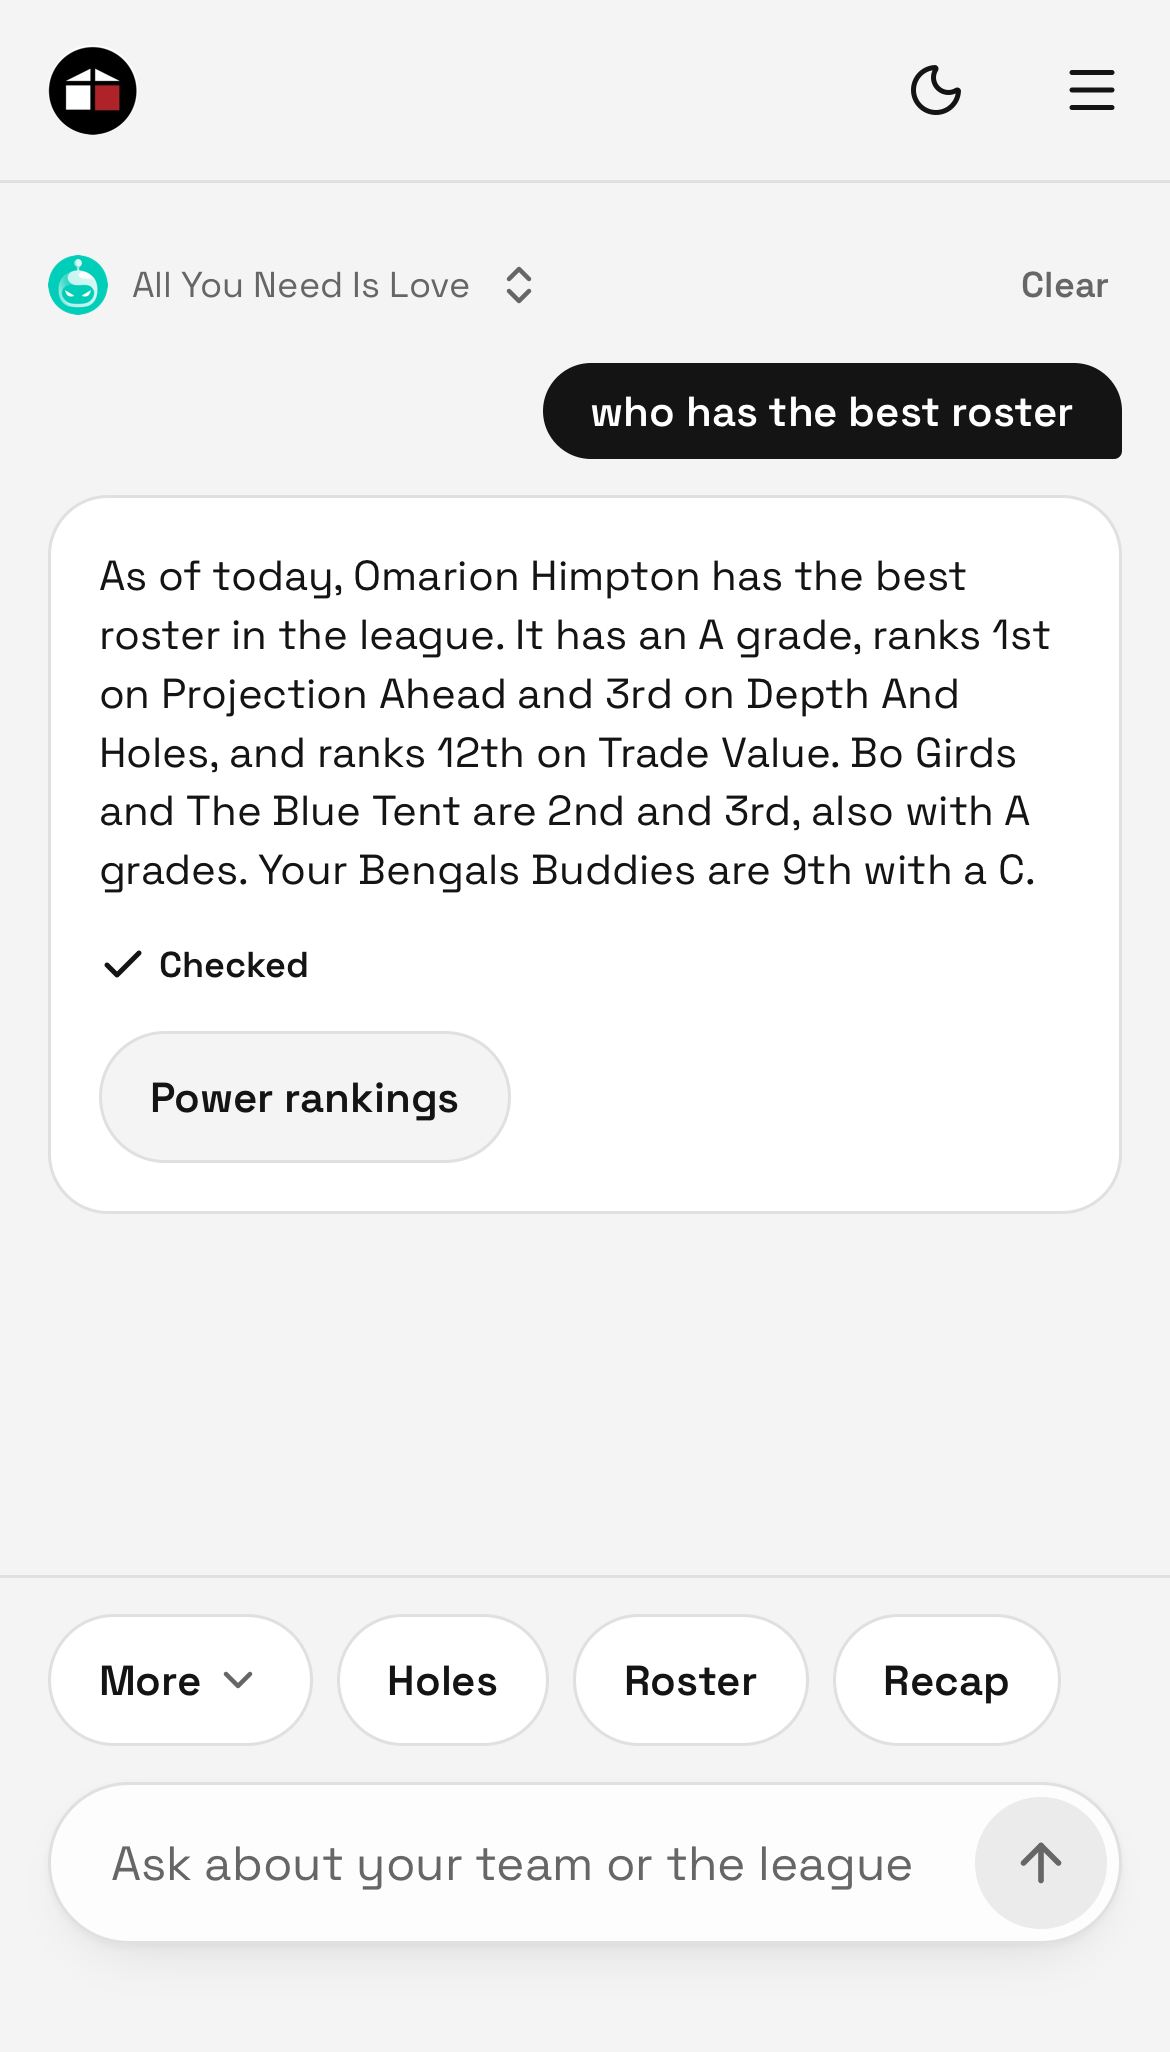 All You Need Is Love
Clear
who has the best roster
As of today, Omarion Himpton has the best
roster in the league. It has an A grade, ranks 1st
on Projection Ahead and 3rd on Depth And
Holes, and ranks 12th on Trade Value. Bo Girds
and The Blue Tent are 2nd and 3rd, also with A
grades. Your Bengals Buddies are 9th with a C.
Checked
Power rankings
More
Holes
Roster
Recap
Ask about your team or the league